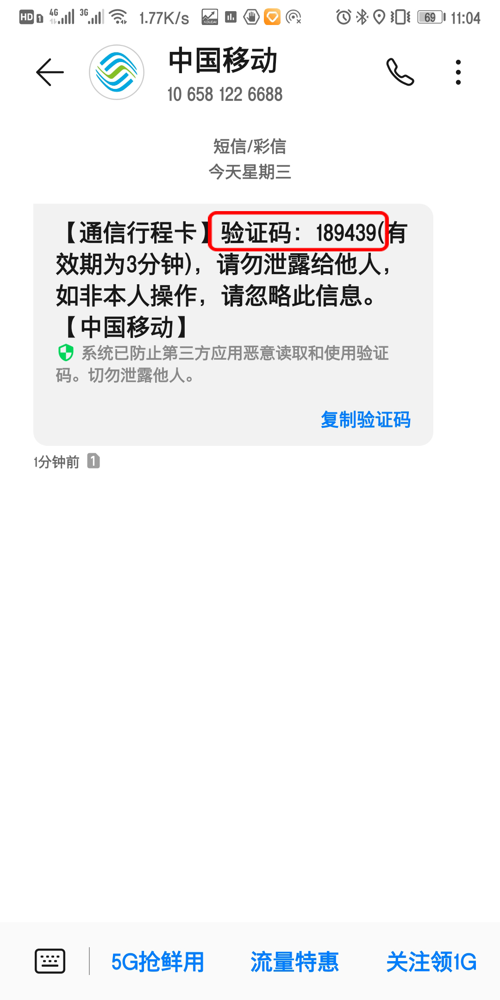 HD 1 4G 3G 1.77K/s KOUDAI 69 11:04
中国移动
10 658 122 6688
短信/彩信
今天星期三
【通信行程卡】验证码：189439(有
效期为3分钟)，请勿泄露给他人，
如非本人操作，请忽略此信息。
【中国移动】
系统已防止第三方应用恶意读取和使用验证
码。切勿泄露他人。
复制验证码
1分钟前 1
5G抢鲜用 流量特惠 关注领1G